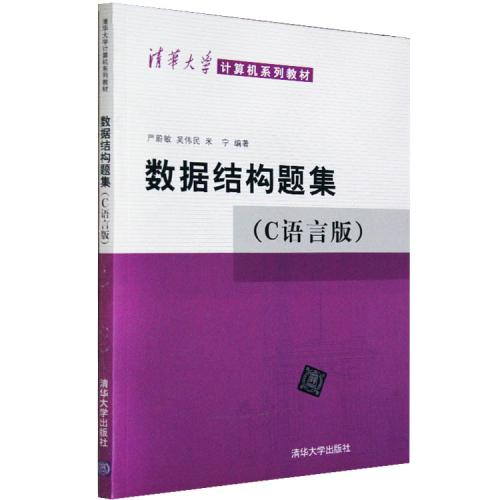 清华大学 计算机系列教材
严蔚敏 吴伟民 米 宁 编著
数据结构题集
(C语言版)
清华大学出版社
清华大学计算机系列教材
数据结构题集(C语言版)
清华大学出版社